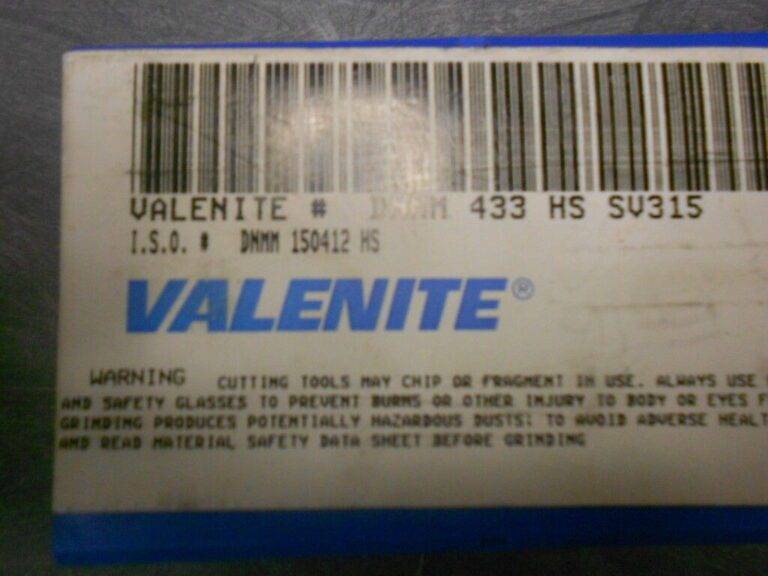 VALENITE # DNMM 433 HS SV315
I.S.O. # DNMM 150412 HS
VALENITE®
WARNING CUTTING TOOLS MAY CHIP OR FRAGMENT IN USE. ALWAYS USE
AND SAFETY GLASSES TO PREVENT BURNS OR OTHER INJURY TO BODY OR EYES F
GRINDING PRODUCES POTENTIALLY HAZARDOUS DUSTS: TO AVOID ADVERSE HEALT
AND READ MATERIAL SAFETY DATA SHEET BEFORE GRINDING